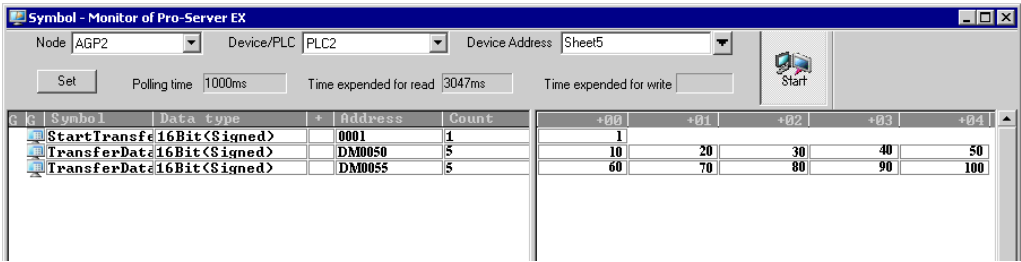 Symbol - Monitor of Pro-Server EX
Node AGP2 Device/PLC PLC2 Device Address Sheet5
Set Polling time 1000ms Time expended for read 3047ms Time expended for write Start
G G Symbol Data type + Address Count +00 +01 +02 +03 +04
StartTransfe 16Bit(Signed) 0001 1 1
TransferData 16Bit(Signed) DM0050 5 10 20 30 40 50
TransferData 16Bit(Signed) DM0055 5 60 70 80 90 100